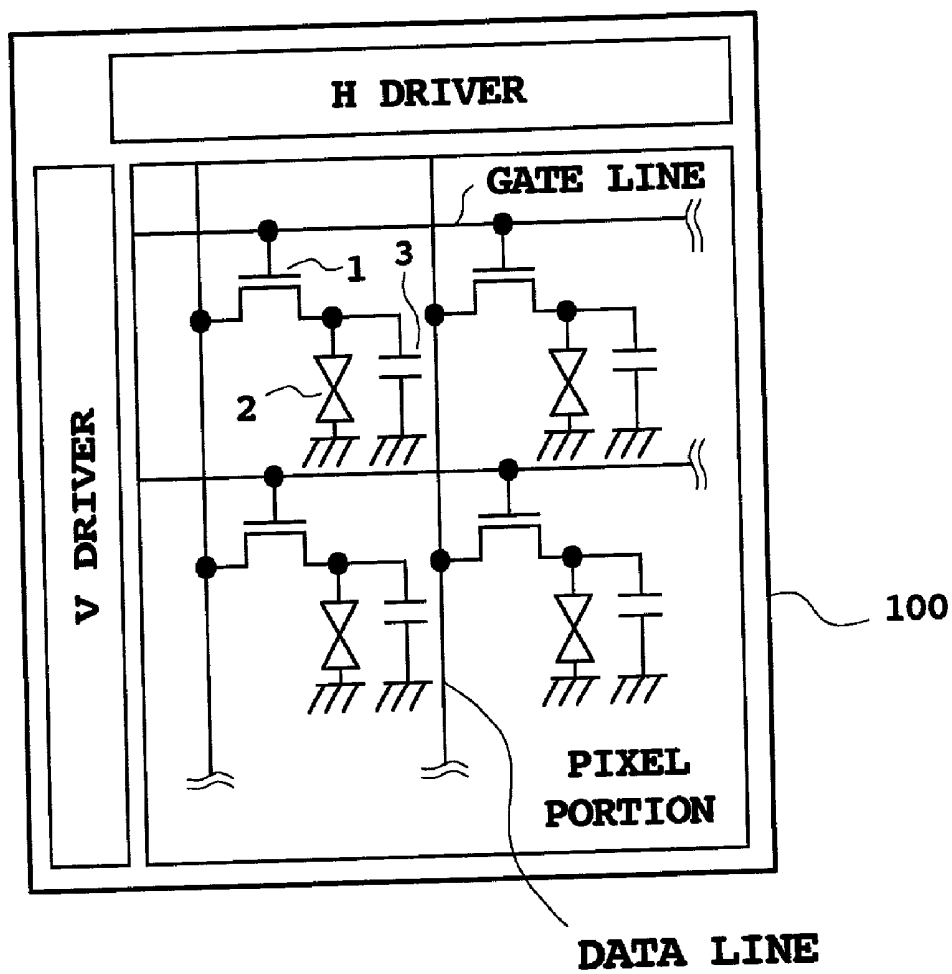 H DRIVER
GATE LINE
1
3
2
V DRIVER
100
PIXEL
PORTION
DATA LINE